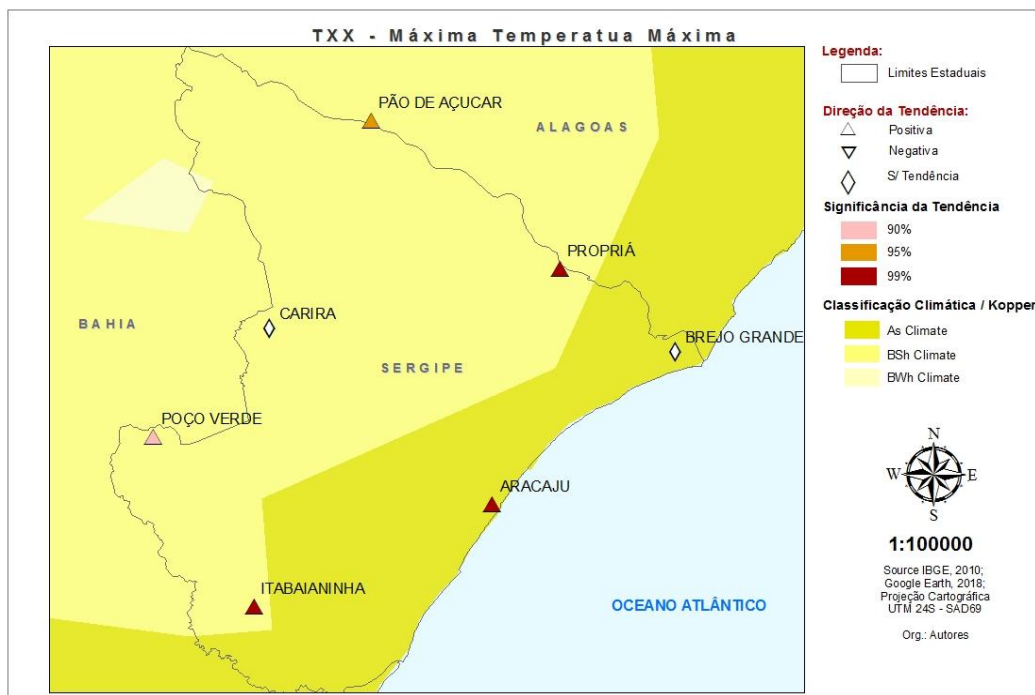 TXX - Máxima Temperatua Máxima
PÃO DE AÇUCAR
ALAGOAS
PROPRIÁ
CARIRA
BAHIA
BREJO GRANDE
SERGIPE
POÇO VERDE
ARACAJU
ITABAIANINHA
OCEANO ATLÂNTICO
Legenda:
Limites Estaduais
Direção da Tendência:
Positiva
Negativa
S/ Tendência
Significância da Tendência
90%
95%
99%
Classificação Climática / Kopper
As Climate
BSh Climate
BWh Climate
N
W
E
S
1:100000
Source IBGE, 2010;
Google Earth, 2018;
Projeção Cartográfica
UTM 24S - SAD69
Org.: Autores